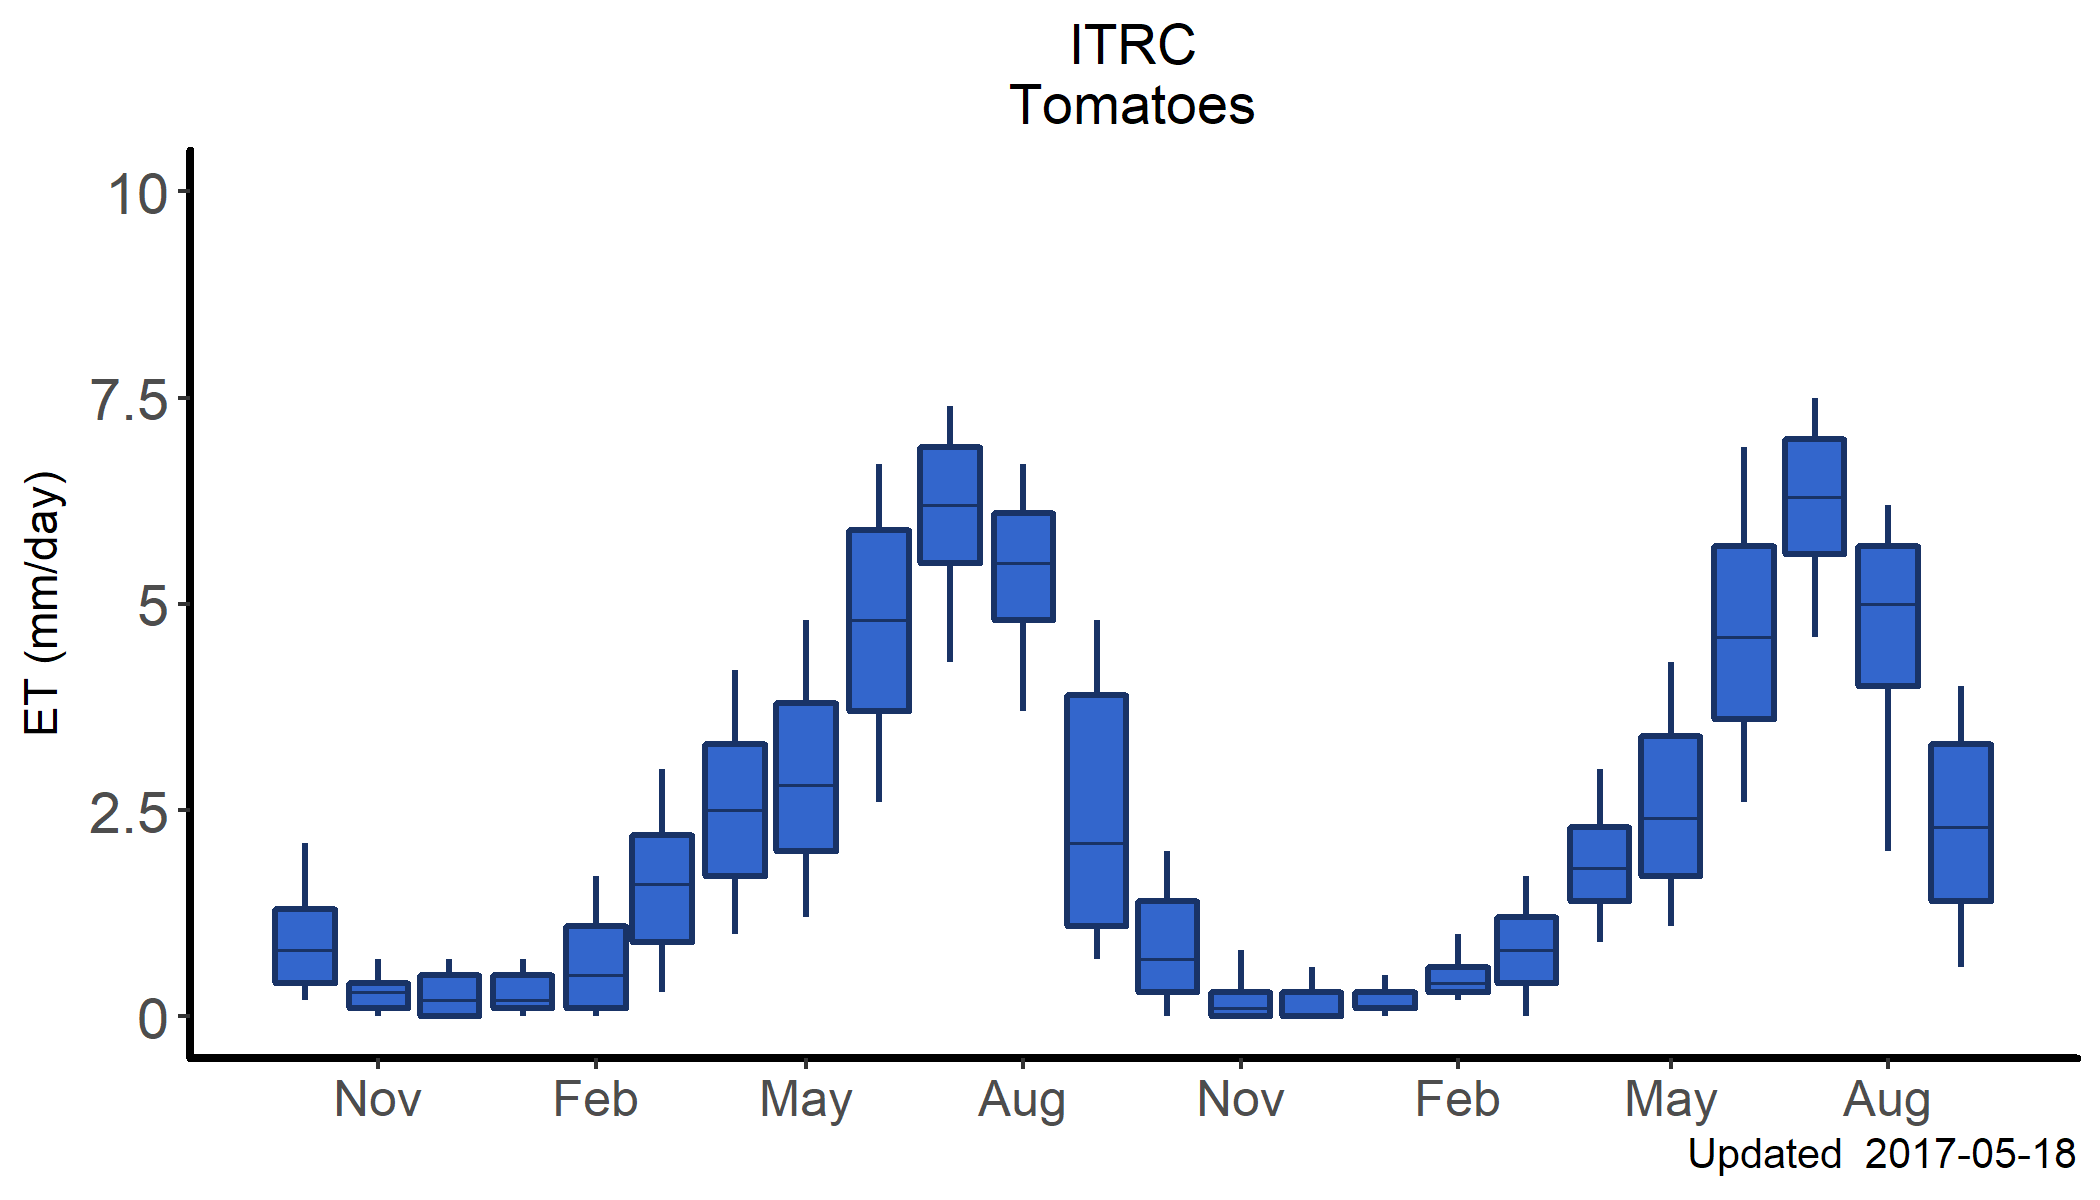 ITRC
Tomatoes
10
7.5
5
2.5
0
ET (mm/day)
Nov Feb May Aug Nov Feb May Aug
Updated 2017-05-18